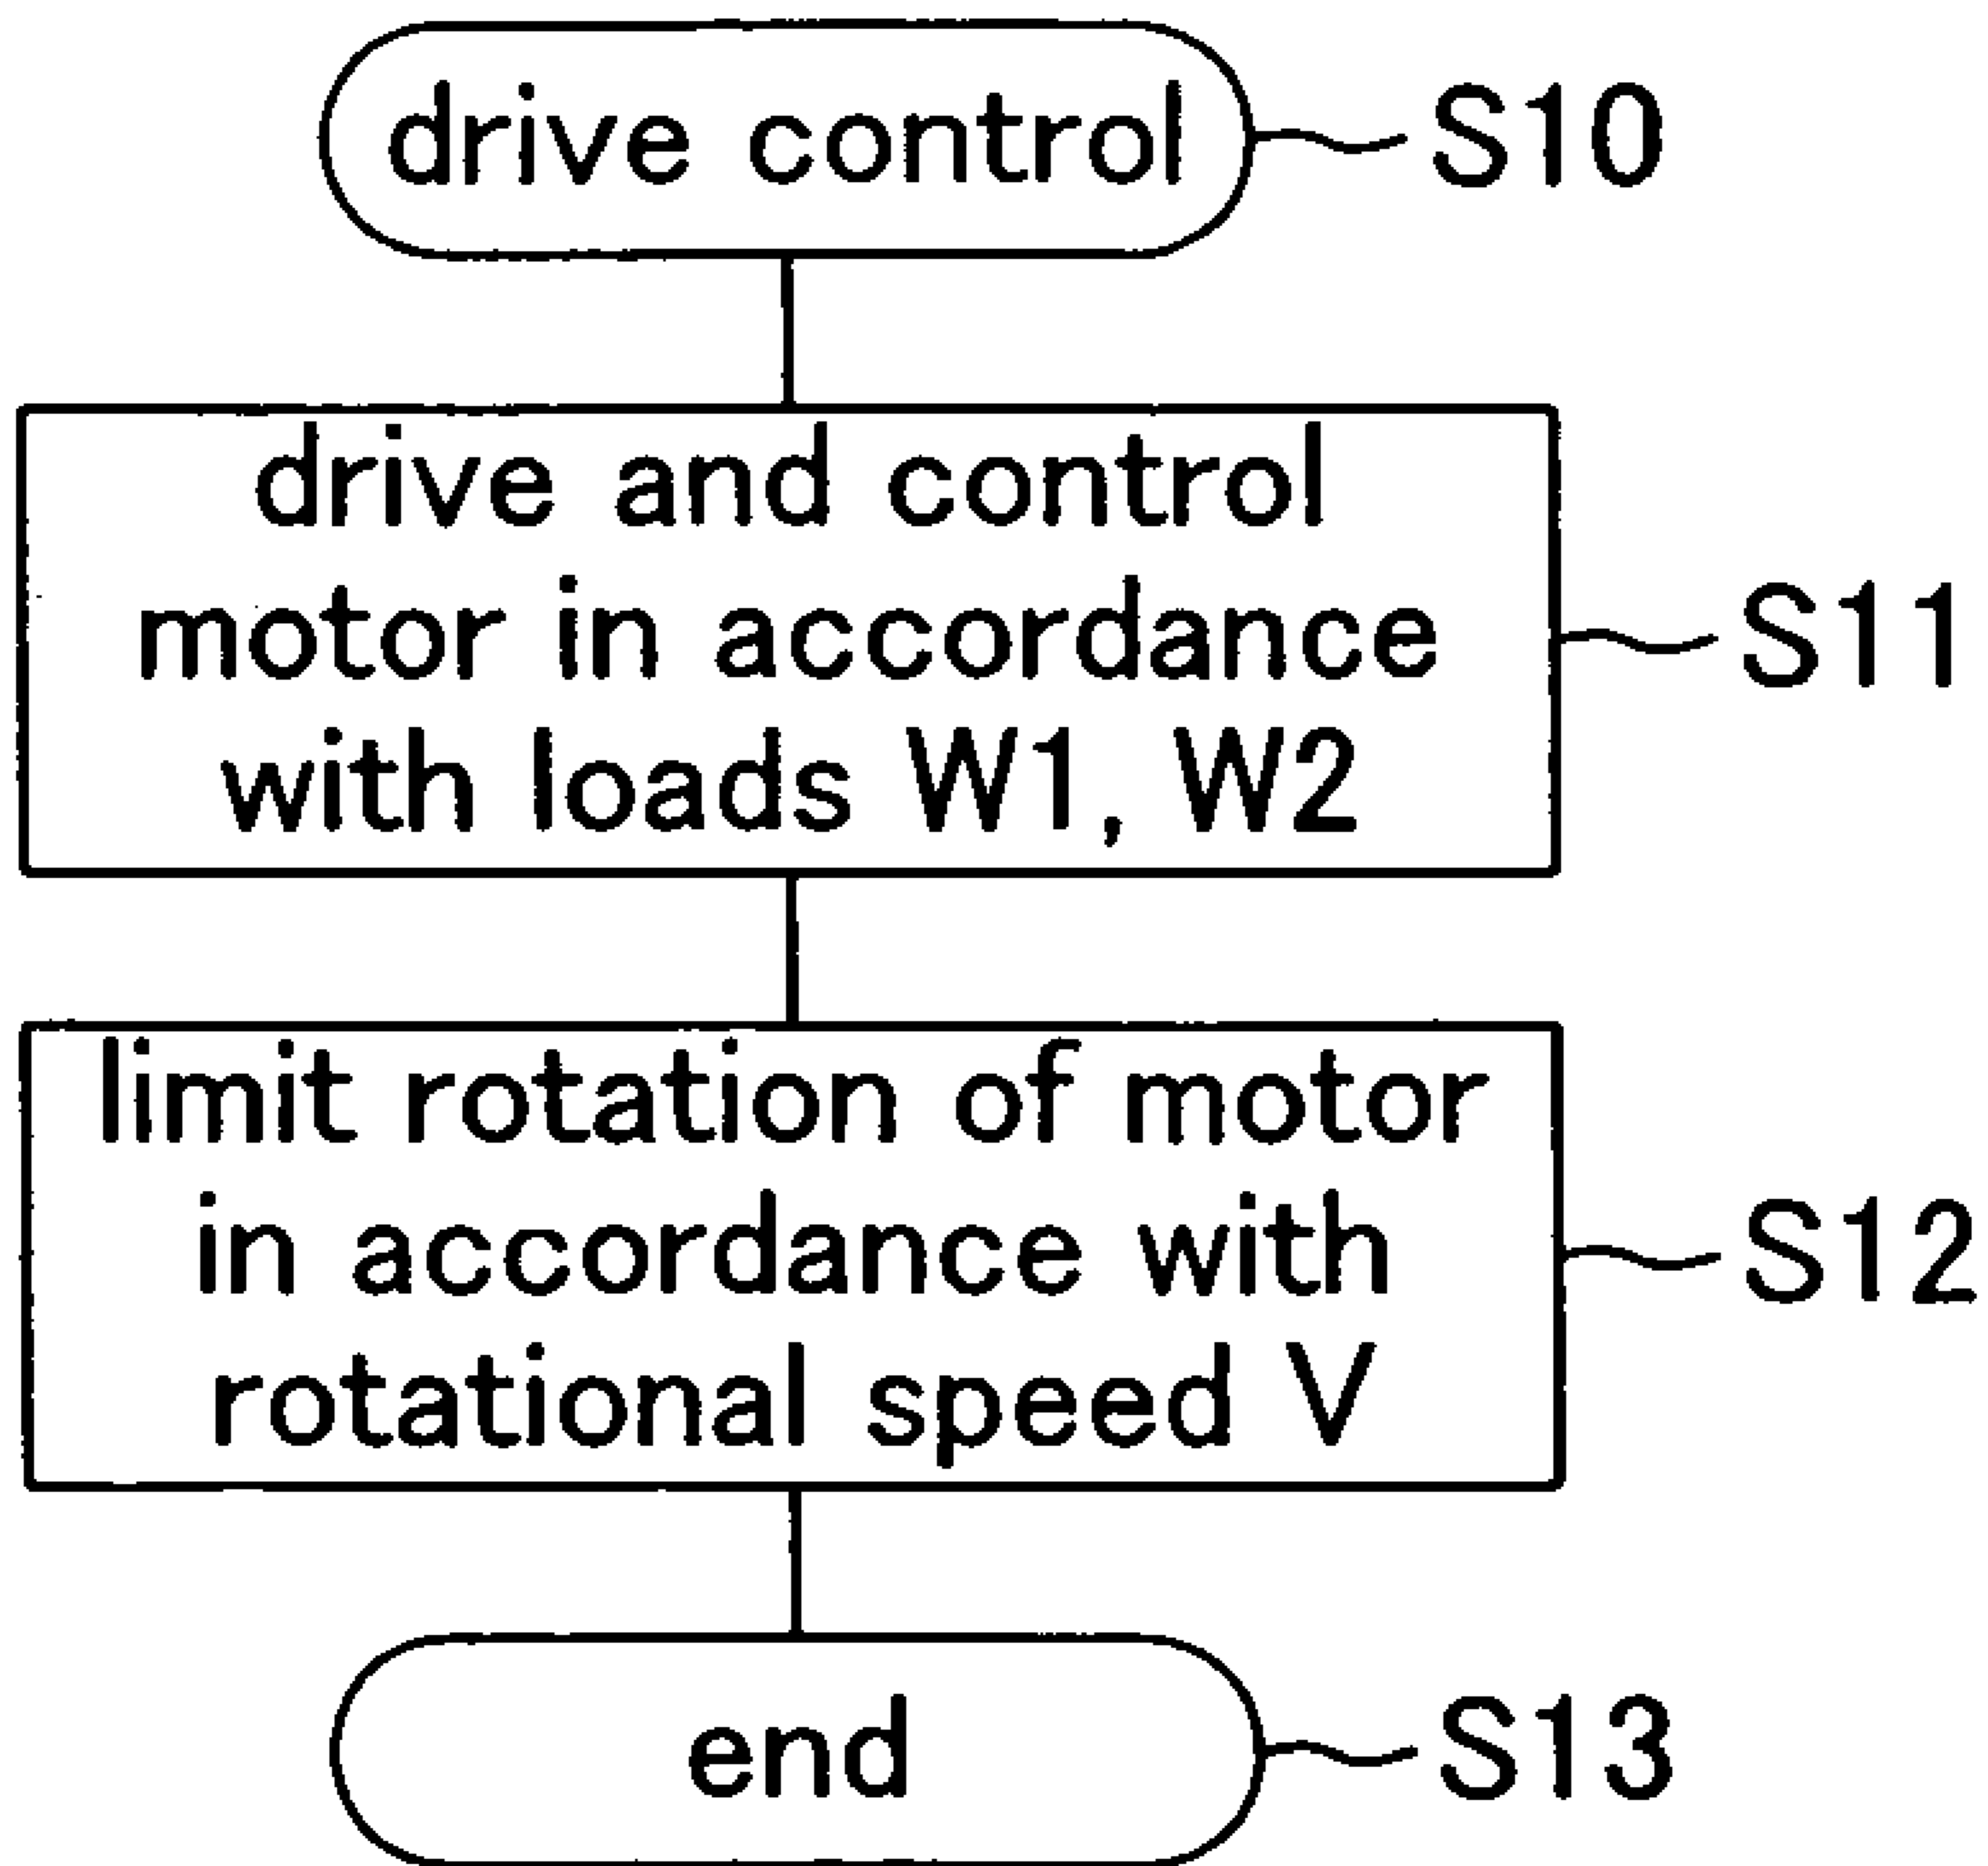 drive control S10
drive and control
motor in accordance S11
with loads W1, W2
limit rotation of motor
in accordance with S12
rotational speed V
end S13